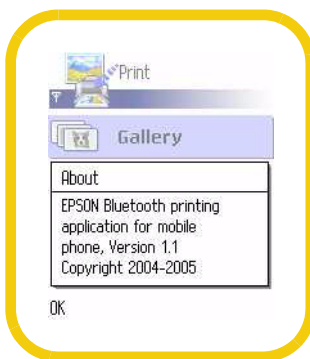 Print
Gallery
About
EPSON Bluetooth printing
application for mobile
phone, Version 1.1
Copyright 2004-2005
OK